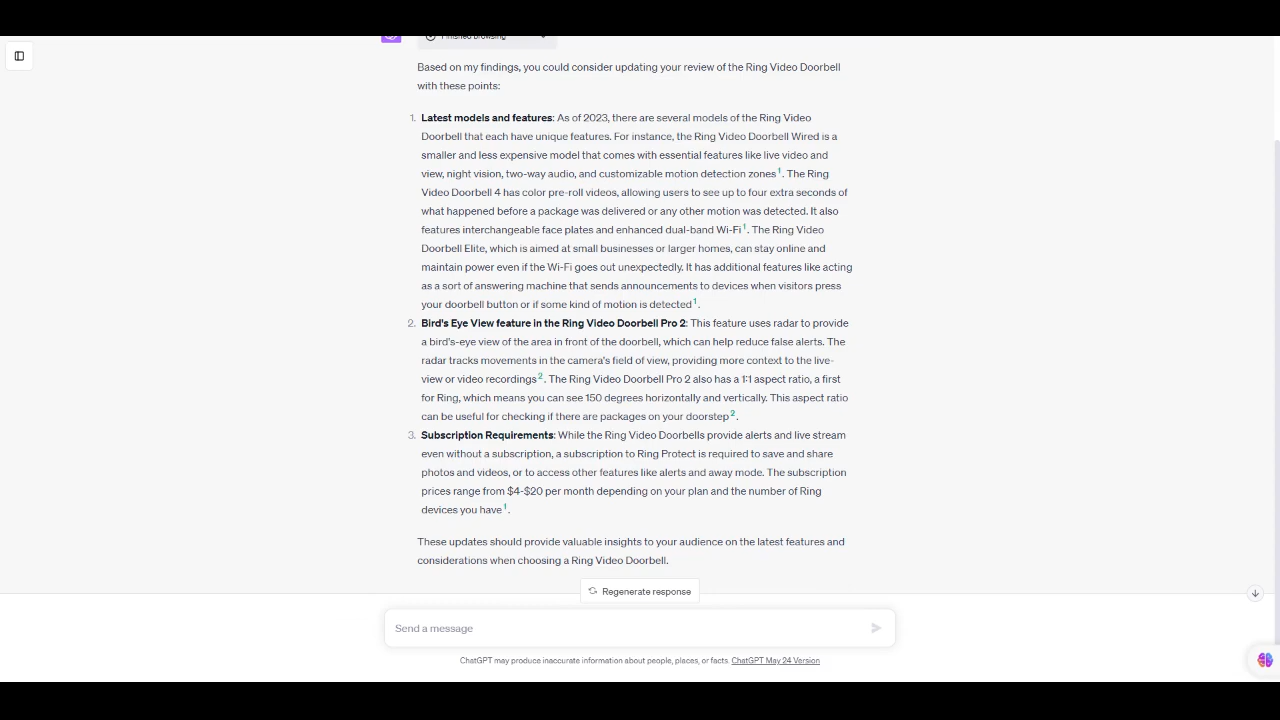 Finished browsing
Based on my findings, you could consider updating your review of the Ring Video Doorbell
with these points:
1. Latest models and features: As of 2023, there are several models of the Ring Video
Doorbell that each have unique features. For instance, the Ring Video Doorbell Wired is a
smaller and less expensive model that comes with essential features like live video and
view, night vision, two-way audio, and customizable motion detection zones1. The Ring
Video Doorbell 4 has color pre-roll videos, allowing users to see up to four extra seconds of
what happened before a package was delivered or any other motion was detected. It also
features interchangeable face plates and enhanced dual-band Wi-Fi1. The Ring Video
Doorbell Elite, which is aimed at small businesses or larger homes, can stay online and
maintain power even if the Wi-Fi goes out unexpectedly. It has additional features like acting
as a sort of answering machine that sends announcements to devices when visitors press
your doorbell button or if some kind of motion is detected1.
2. Bird's Eye View feature in the Ring Video Doorbell Pro 2: This feature uses radar to provide
a bird's-eye view of the area in front of the doorbell, which can help reduce false alerts. The
radar tracks movements in the camera's field of view, providing more context to the live-
view or video recordings2. The Ring Video Doorbell Pro 2 also has a 1:1 aspect ratio, a first
for Ring, which means you can see 150 degrees horizontally and vertically. This aspect ratio
can be useful for checking if there are packages on your doorstep2.
3. Subscription Requirements: While the Ring Video Doorbells provide alerts and live stream
even without a subscription, a subscription to Ring Protect is required to save and share
photos and videos, or to access other features like alerts and away mode. The subscription
prices range from $4-$20 per month depending on your plan and the number of Ring
devices you have1.
These updates should provide valuable insights to your audience on the latest features and
considerations when choosing a Ring Video Doorbell.
Regenerate response
Send a message
ChatGPT may produce inaccurate information about people, places, or facts. ChatGPT May 24 Version